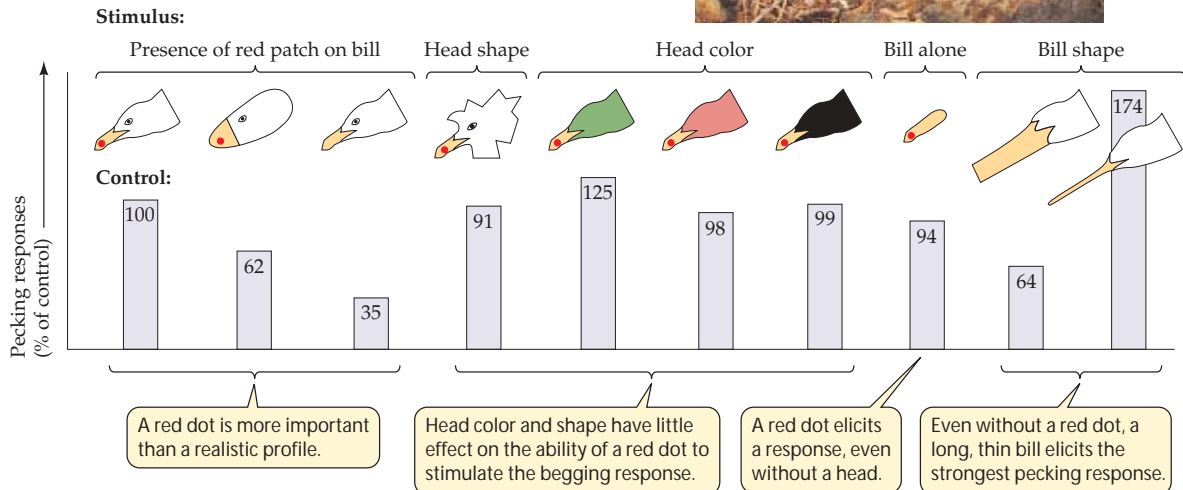 Stimulus:
Presence of red patch on bill
Head shape
Head color
Bill alone
Bill shape
Control:
Pecking responses
(% of control)
100
62
35
91
125
98
99
94
64
174
A red dot is more important
than a realistic profile.
Head color and shape have little
effect on the ability of a red dot to
stimulate the begging response.
A red dot elicits
a response, even
without a head.
Even without a red dot, a
long, thin bill elicits the
strongest pecking response.